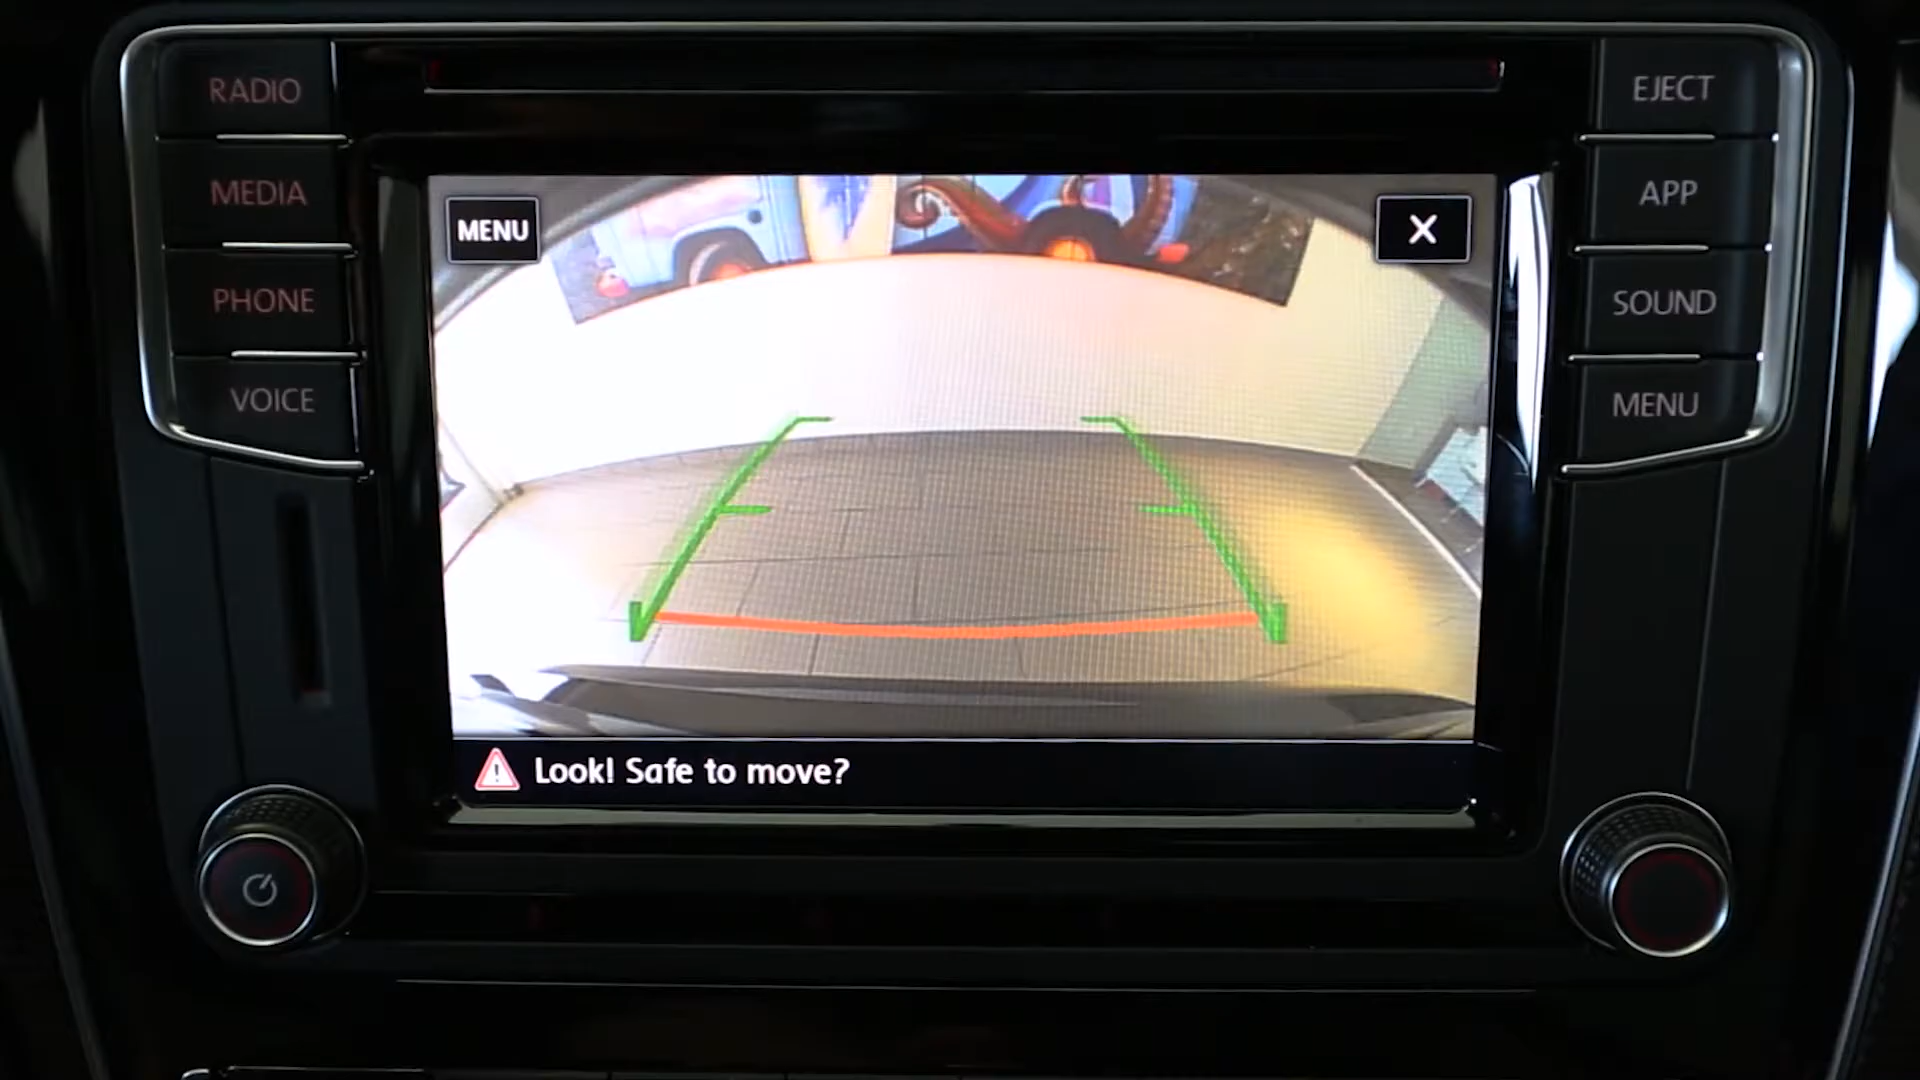 RADIO
MEDIA
PHONE
VOICE
MENU
X
Look! Safe to move?
EJECT
APP
SOUND
MENU